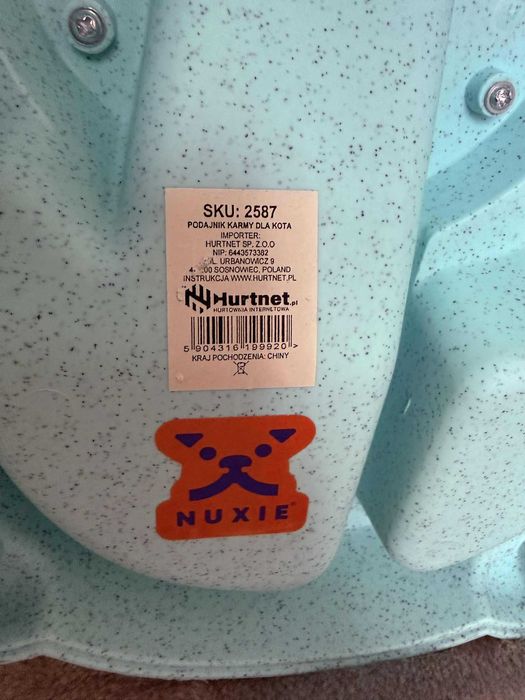 SKU: 2587
PODAJNIK KARMY DLA KOTA
IMPORTER:
HURTNET SP. Z.O.O
NIP: 6443573382
URBANOWICZ 9
SOSNOWIEC, POLAND
INSTRUKCJA WWW.HURTNET.PL
Hurtnet.pl
HURTOWNIA INTERNETOWA
5 904316 199920 >
KRAJ POCHODZENIA: CHINY
NUXIE